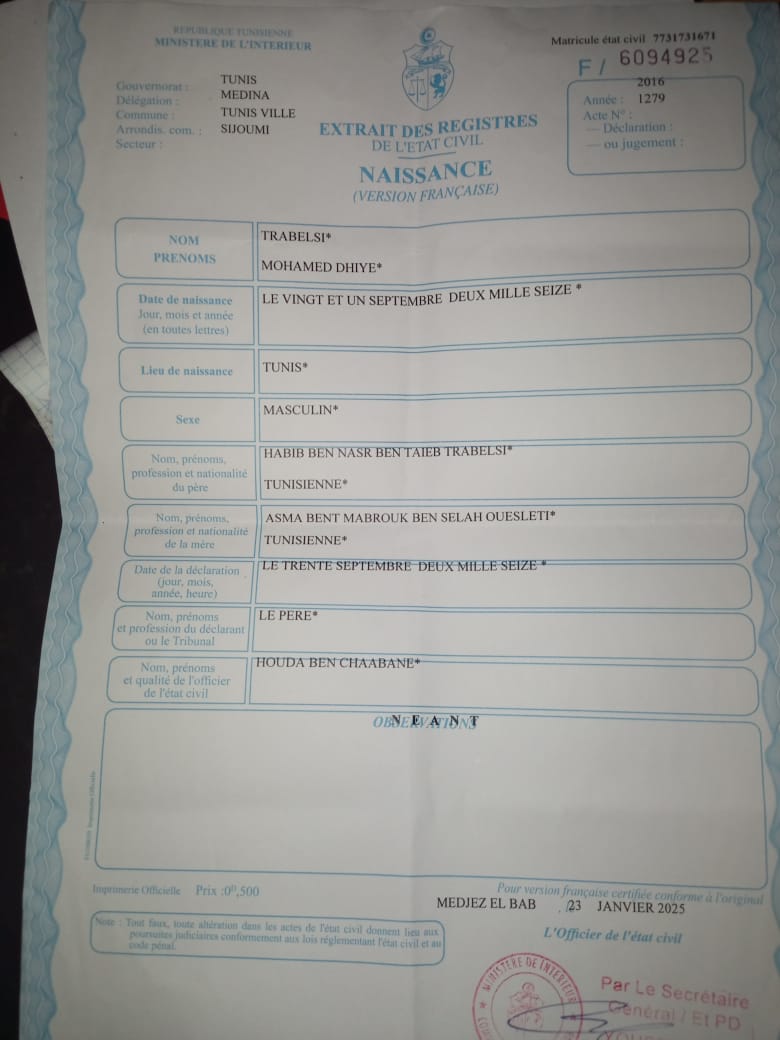 REPUBLIQUE TUNISIENNE
MINISTERE DE L'INTERIEUR
Matricule état civil 7731731671
F / 6094925
Gouvernorat : TUNIS
Délégation : MEDINA
Commune : TUNIS VILLE
Arrondis. com. : SIJOUMI
Secteur :
2016
Année : 1279
Acte N° :
— Déclaration :
— ou jugement :
EXTRAIT DES REGISTRES
DE L'ETAT CIVIL
NAISSANCE
(VERSION FRANÇAISE)
NOM
PRENOMS
TRABELSI*
MOHAMED DHIYE*
Date de naissance
Jour, mois et année
(en toutes lettres)
LE VINGT ET UN SEPTEMBRE DEUX MILLE SEIZE *
Lieu de naissance
TUNIS*
Sexe
MASCULIN*
Nom, prénoms,
profession et nationalité
du père
HABIB BEN NASR BEN TAIEB TRABELSI*
TUNISIENNE*
Nom, prénoms,
profession et nationalité
de la mère
ASMA BENT MABROUK BEN SELAH OUESLETI*
TUNISIENNE*
Date de la déclaration
(jour, mois,
année, heure)
LE TRENTE SEPTEMBRE DEUX MILLE SEIZE *
Nom, prénoms
et profession du déclarant
ou le Tribunal
LE PERE*
Nom, prénoms
et qualité de l'officier
de l'état civil
HOUDA BEN CHAABANE*
OBSERVATIONS
N E A N T
Imprimerie Officielle Prix :0ᴰ,500
Pour version française certifiée conforme à l'original
MEDJEZ EL BAB , 23 JANVIER 2025
L'Officier de l'état civil
Note : Tout faux, toute altération dans les actes de l'état civil donnent lieu aux
poursuites judiciaires conformement aux lois réglementant l'état civil et au
code pénal.
MINISTERE DE L'INTERIEUR
Par Le Secrétaire
Général / Et PD